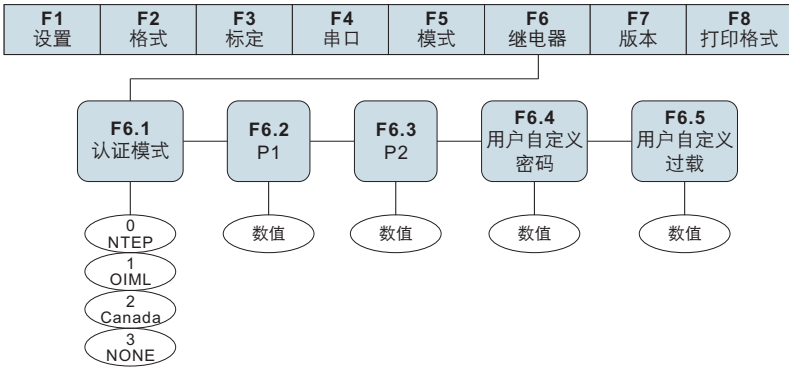 F1 F2 F3 F4 F5 F6 F7 F8
设置 格式 标定 串口 模式 继电器 版本 打印格式
F6.1
认证模式
F6.2
P1
F6.3
P2
F6.4
用户自定义
密码
F6.5
用户自定义
过载
0
NTEP
1
OIML
2
Canada
3
NONE
数值
数值
数值
数值